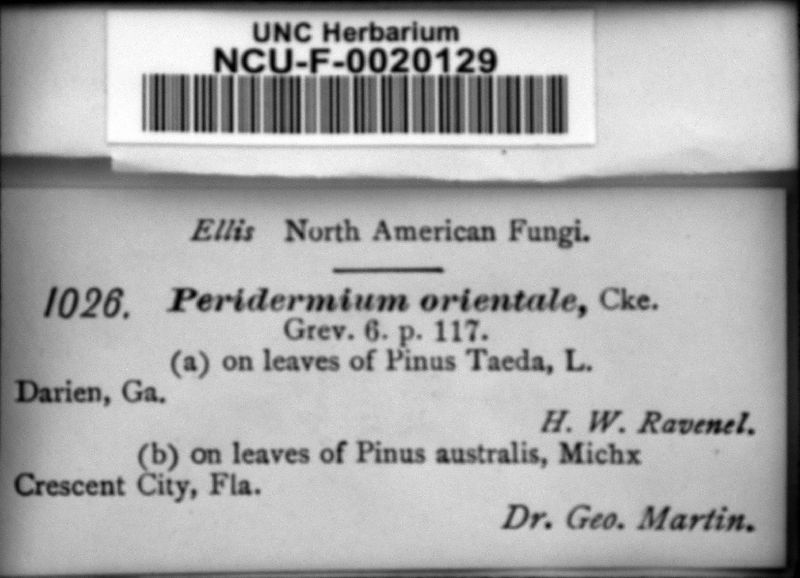 UNC Herbarium
NCU-F-0020129
Ellis North American Fungi.
1026. Peridermium orientale, Cke.
Grev. 6. p. 117.
(a) on leaves of Pinus Taeda, L.
Darien, Ga.
H. W. Ravenel.
(b) on leaves of Pinus australis, Michx
Crescent City, Fla.
Dr. Geo. Martin.